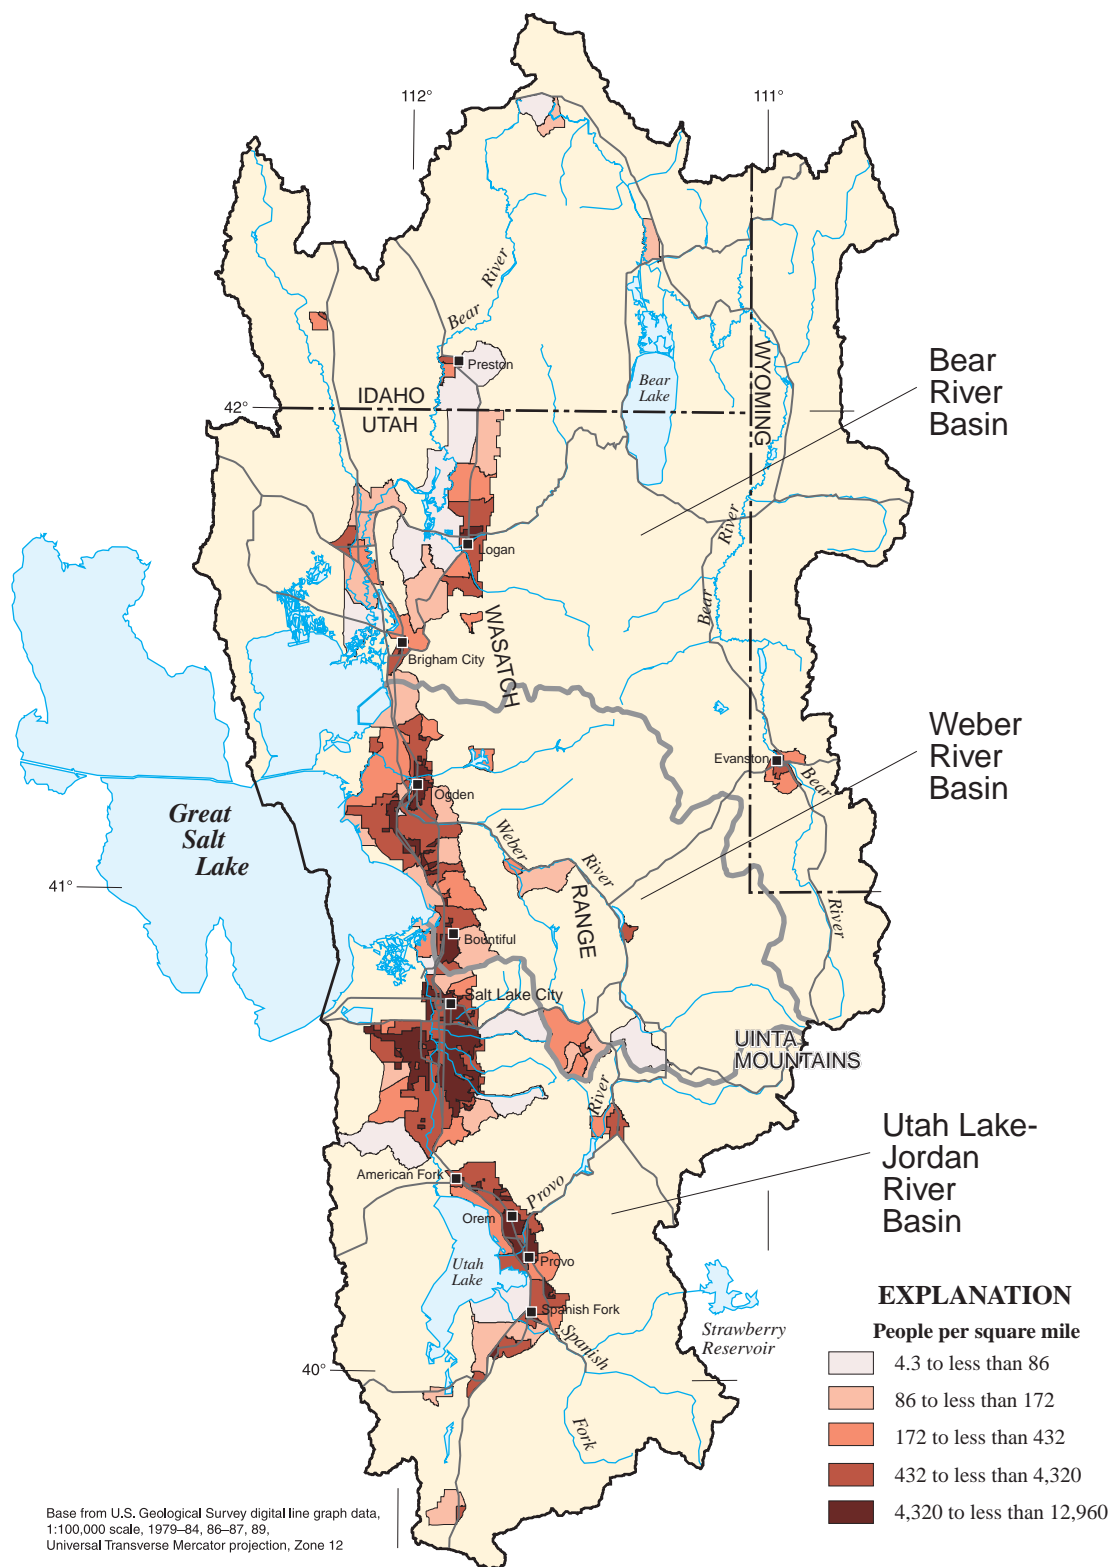 112°
111°
Bear
River
Preston
IDAHO
42°
UTAH
Bear
Lake
WYOMING
Bear
River
Basin
River
Logan
Bear
WASATCH
Brigham City
Weber
River
Basin
Evanston
Bear
Ogden
Great
Salt
Lake
Weber
River
41°
RANGE
River
Bountiful
Salt Lake City
UINTA
MOUNTAINS
River
Utah Lake-
Jordan
River
Basin
American Fork
Provo
Orem
Utah
Lake
Provo
Spanish Fork
Spanish
Fork
Strawberry
Reservoir
40°
EXPLANATION
People per square mile
4.3 to less than 86
86 to less than 172
172 to less than 432
432 to less than 4,320
4,320 to less than 12,960
Base from U.S. Geological Survey digital line graph data,
1:100,000 scale, 1979–84, 86–87, 89,
Universal Transverse Mercator projection, Zone 12